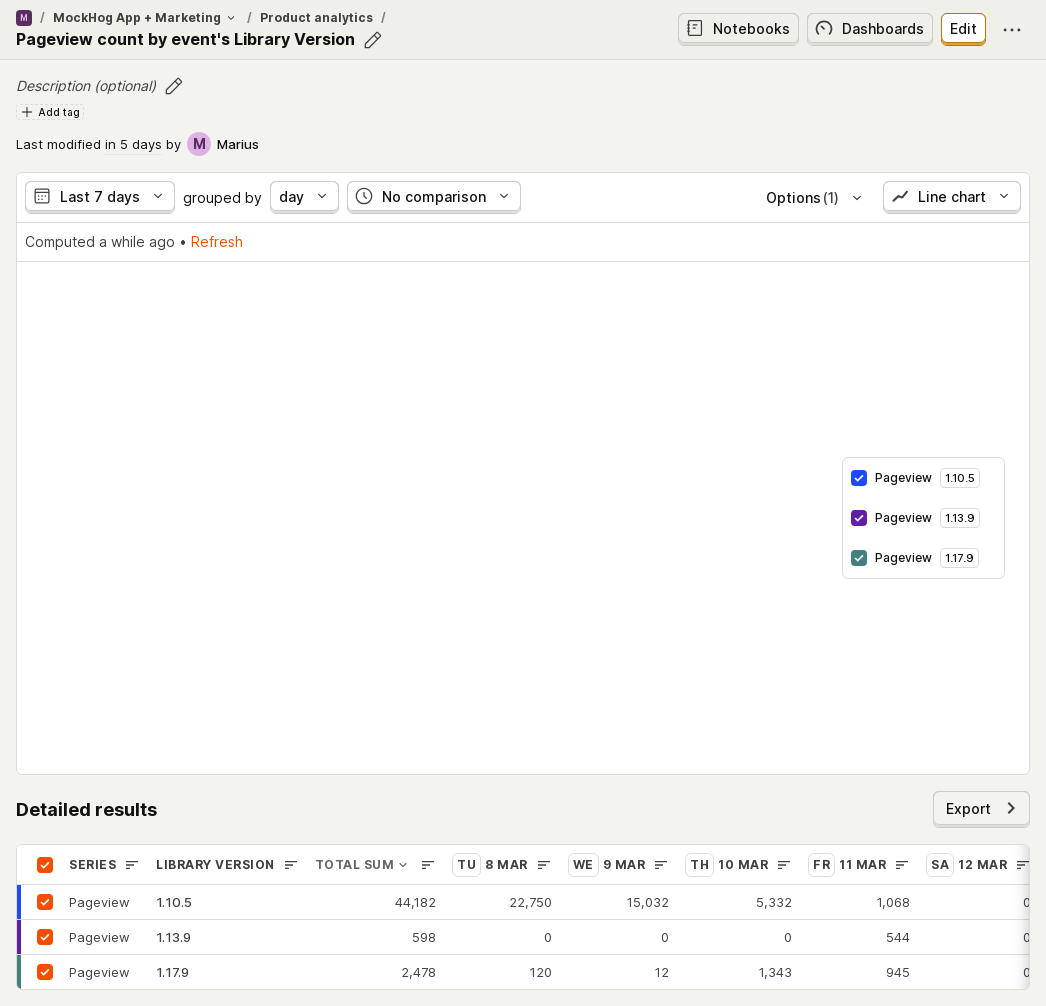 M / MockHog App + Marketing / Product analytics /
Pageview count by event's Library Version
Notebooks Dashboards Edit
Description (optional)
Add tag
Last modified in 5 days by M Marius
Last 7 days grouped by day No comparison Options (1) Line chart
Computed a while ago • Refresh
Pageview 1.10.5
Pageview 1.13.9
Pageview 1.17.9
Detailed results
Export
SERIES LIBRARY VERSION TOTAL SUM TU 8 MAR WE 9 MAR TH 10 MAR FR 11 MAR SA 12 MAR
Pageview 1.10.5 44,182 22,750 15,032 5,332 1,068 0
Pageview 1.13.9 598 0 0 0 544 0
Pageview 1.17.9 2,478 120 12 1,343 945 0